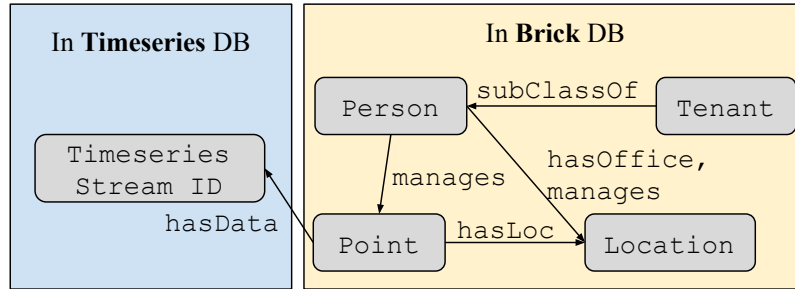 In Timeseries DB
In Brick DB
Person
subClassOf
Tenant
Timeseries
Stream ID
manages
hasOffice,
manages
hasData
Point
hasLoc
Location